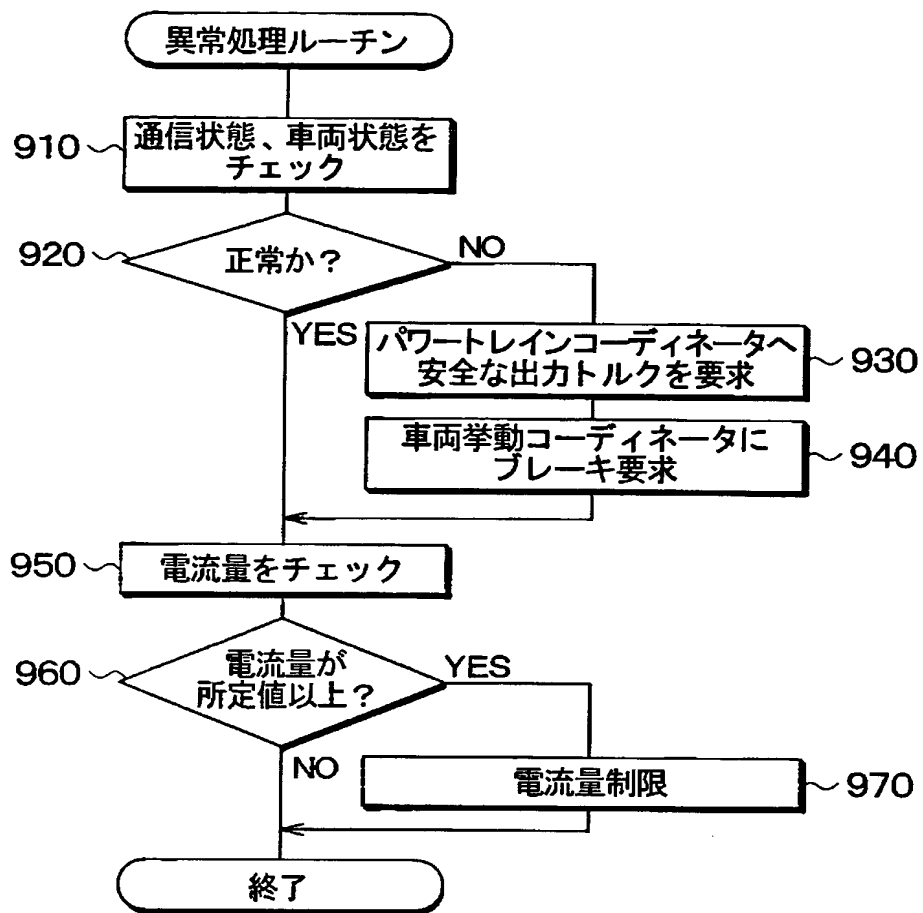 異常処理ルーチン
910
通信状態、車両状態を
チェック
920
正常か?
NO
YES
パワートレインコーディネータへ
安全な出力トルクを要求
930
車両挙動コーディネータに
ブレーキ要求
940
950
電流量をチェック
960
電流量が
所定値以上?
YES
NO
電流量制限
970
終了